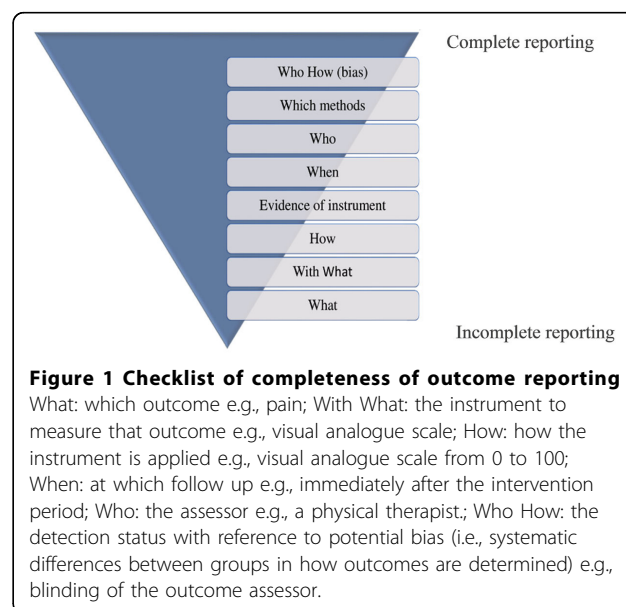 Complete reporting
Who How (bias)
Which methods
Who
When
Evidence of instrument
How
With What
What
Incomplete reporting
Figure 1 Checklist of completeness of outcome reporting
What: which outcome e.g., pain; With What: the instrument to
measure that outcome e.g., visual analogue scale; How: how the
instrument is applied e.g., visual analogue scale from 0 to 100;
When: at which follow up e.g., immediately after the intervention
period; Who: the assessor e.g., a physical therapist.; Who How: the
detection status with reference to potential bias (i.e., systematic
differences between groups in how outcomes are determined) e.g.,
blinding of the outcome assessor.